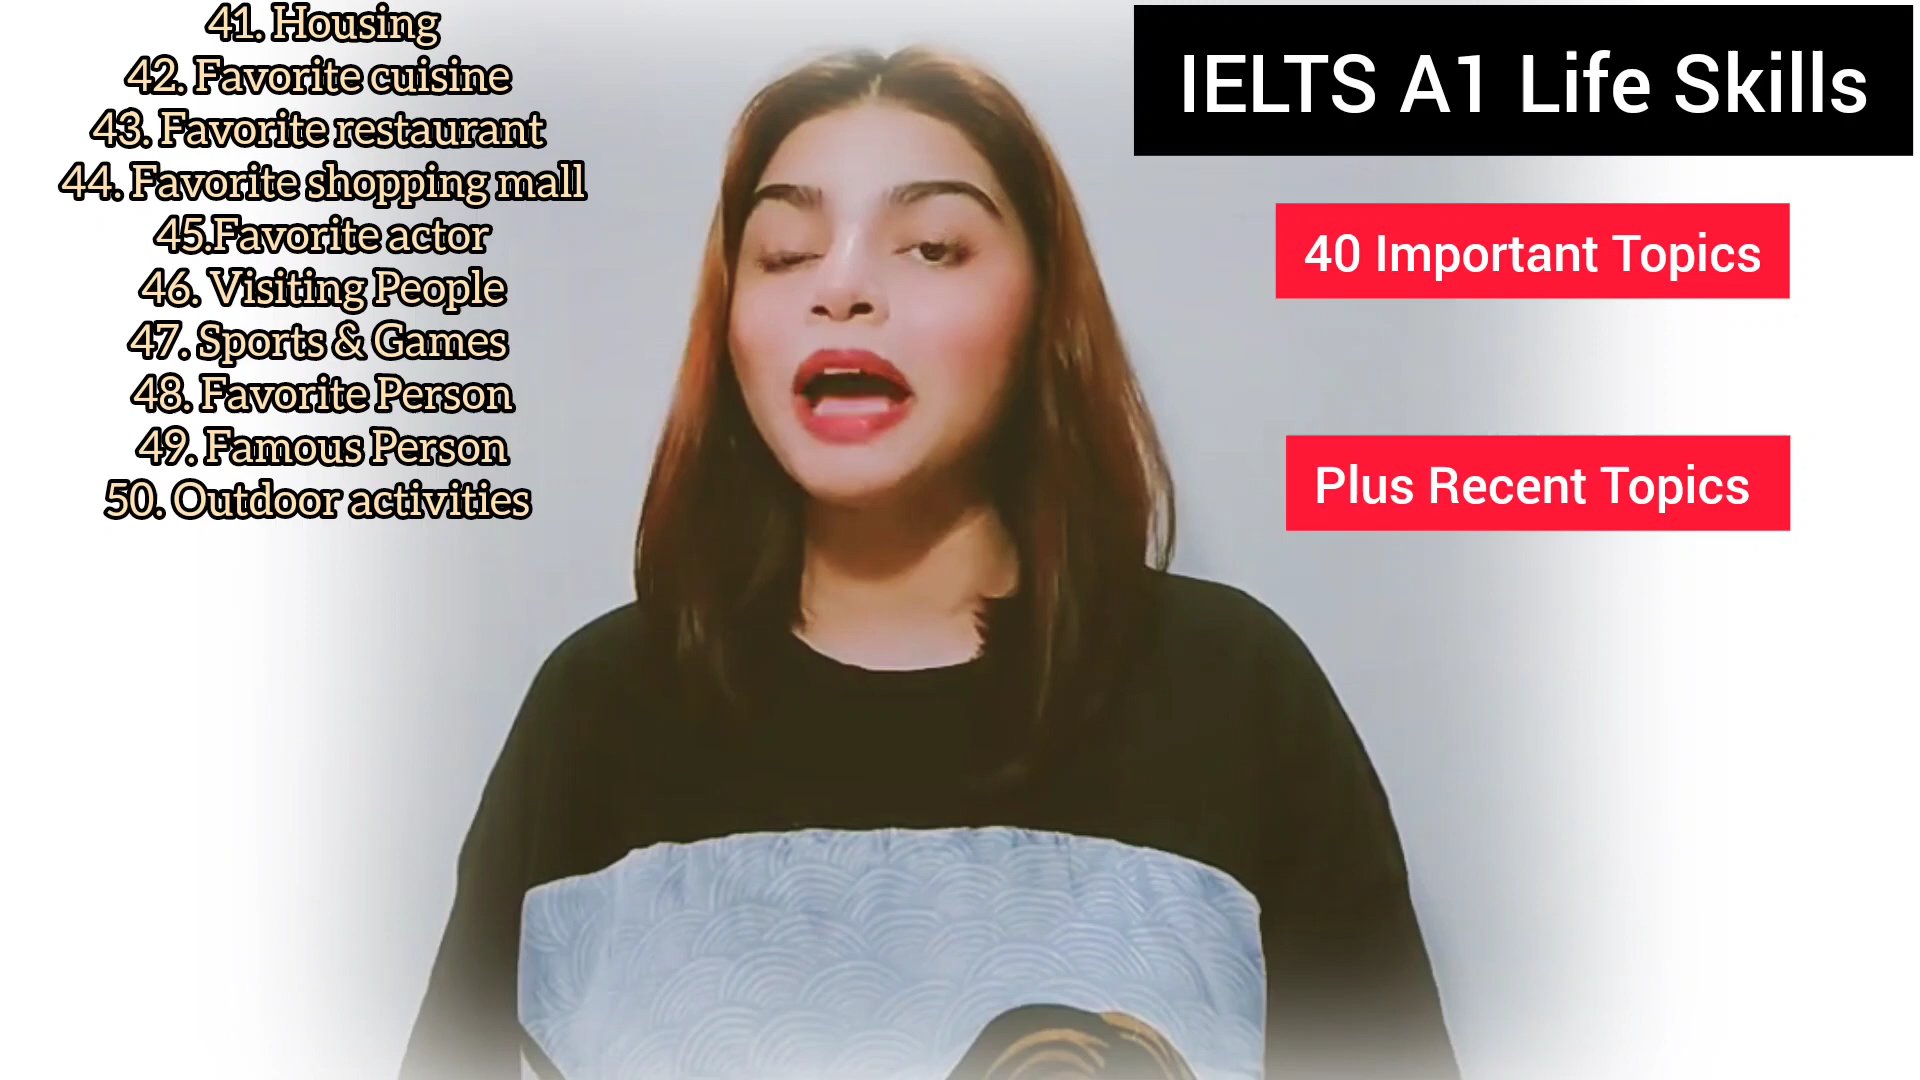 41. Housing
42. Favorite cuisine
43. Favorite restaurant
44. Favorite shopping mall
45.Favorite actor
46. Visiting People
47. Sports & Games
48. Favorite Person
49. Famous Person
50. Outdoor activities
IELTS A1 Life Skills
40 Important Topics
Plus Recent Topics